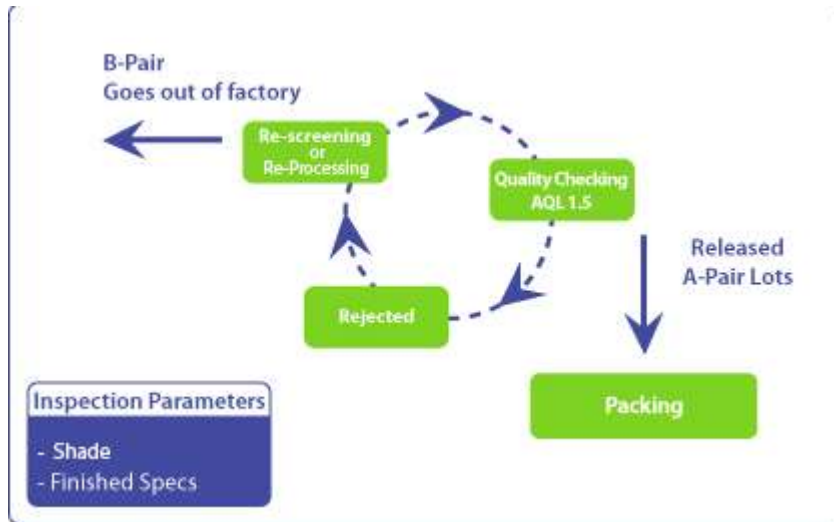 B-Pair
Goes out of factory
Re-screening
or
Re-Processing
Quality Checking
AQL 1.5
Released
A-Pair Lots
Rejected
Packing
Inspection Parameters
- Shade
- Finished Specs